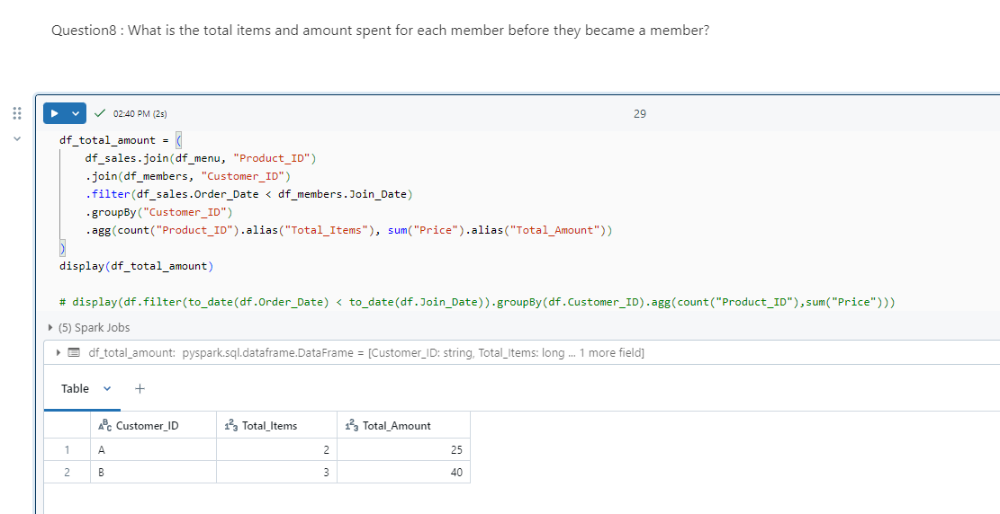 Question8 : What is the total items and amount spent for each member before they became a member?
02:40 PM (2s)
29
df_total_amount = (
df_sales.join(df_menu, "Product_ID")
.join(df_members, "Customer_ID")
.filter(df_sales.Order_Date < df_members.Join_Date)
.groupBy("Customer_ID")
.agg(count("Product_ID").alias("Total_Items"), sum("Price").alias("Total_Amount"))
)
display(df_total_amount)
# display(df.filter(to_date(df.Order_Date) < to_date(df.Join_Date)).groupBy(df.Customer_ID).agg(count("Product_ID"),sum("Price")))
(5) Spark Jobs
df_total_amount: pyspark.sql.dataframe.DataFrame = [Customer_ID: string, Total_Items: long ... 1 more field]
Table +
ABC Customer_ID 123 Total_Items 123 Total_Amount
1 A 2 25
2 B 3 40